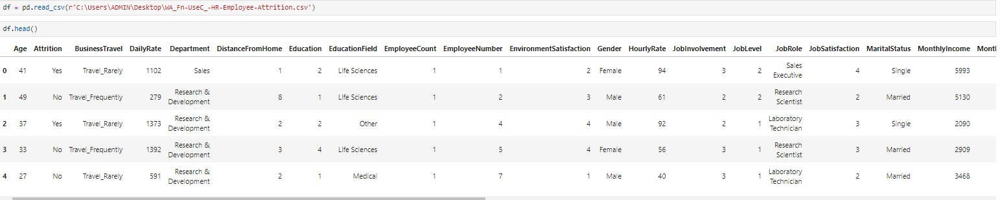 df = pd.read_csv(r'C:\Users\ADMIN\Desktop\WA_Fn-UseC_-HR-Employee-Attrition.csv')
df.head()
Age Attrition BusinessTravel DailyRate Department DistanceFromHome Education EducationField EmployeeCount EmployeeNumber EnvironmentSatisfaction Gender HourlyRate JobInvolvement JobLevel JobRole JobSatisfaction MaritalStatus MonthlyIncome Montl
0 41 Yes Travel_Rarely 1102 Sales 1 2 Life Sciences 1 1 2 Female 94 3 2 Sales Executive 4 Single 5993
1 49 No Travel_Frequently 279 Research & Development 8 1 Life Sciences 1 2 3 Male 61 2 2 Research Scientist 2 Married 5130
2 37 Yes Travel_Rarely 1373 Research & Development 2 2 Other 1 4 4 Male 92 2 1 Laboratory Technician 3 Single 2090
3 33 No Travel_Frequently 1392 Research & Development 3 4 Life Sciences 1 5 4 Female 56 3 1 Research Scientist 3 Married 2909
4 27 No Travel_Rarely 591 Research & Development 2 1 Medical 1 7 1 Male 40 3 1 Laboratory Technician 2 Married 3468